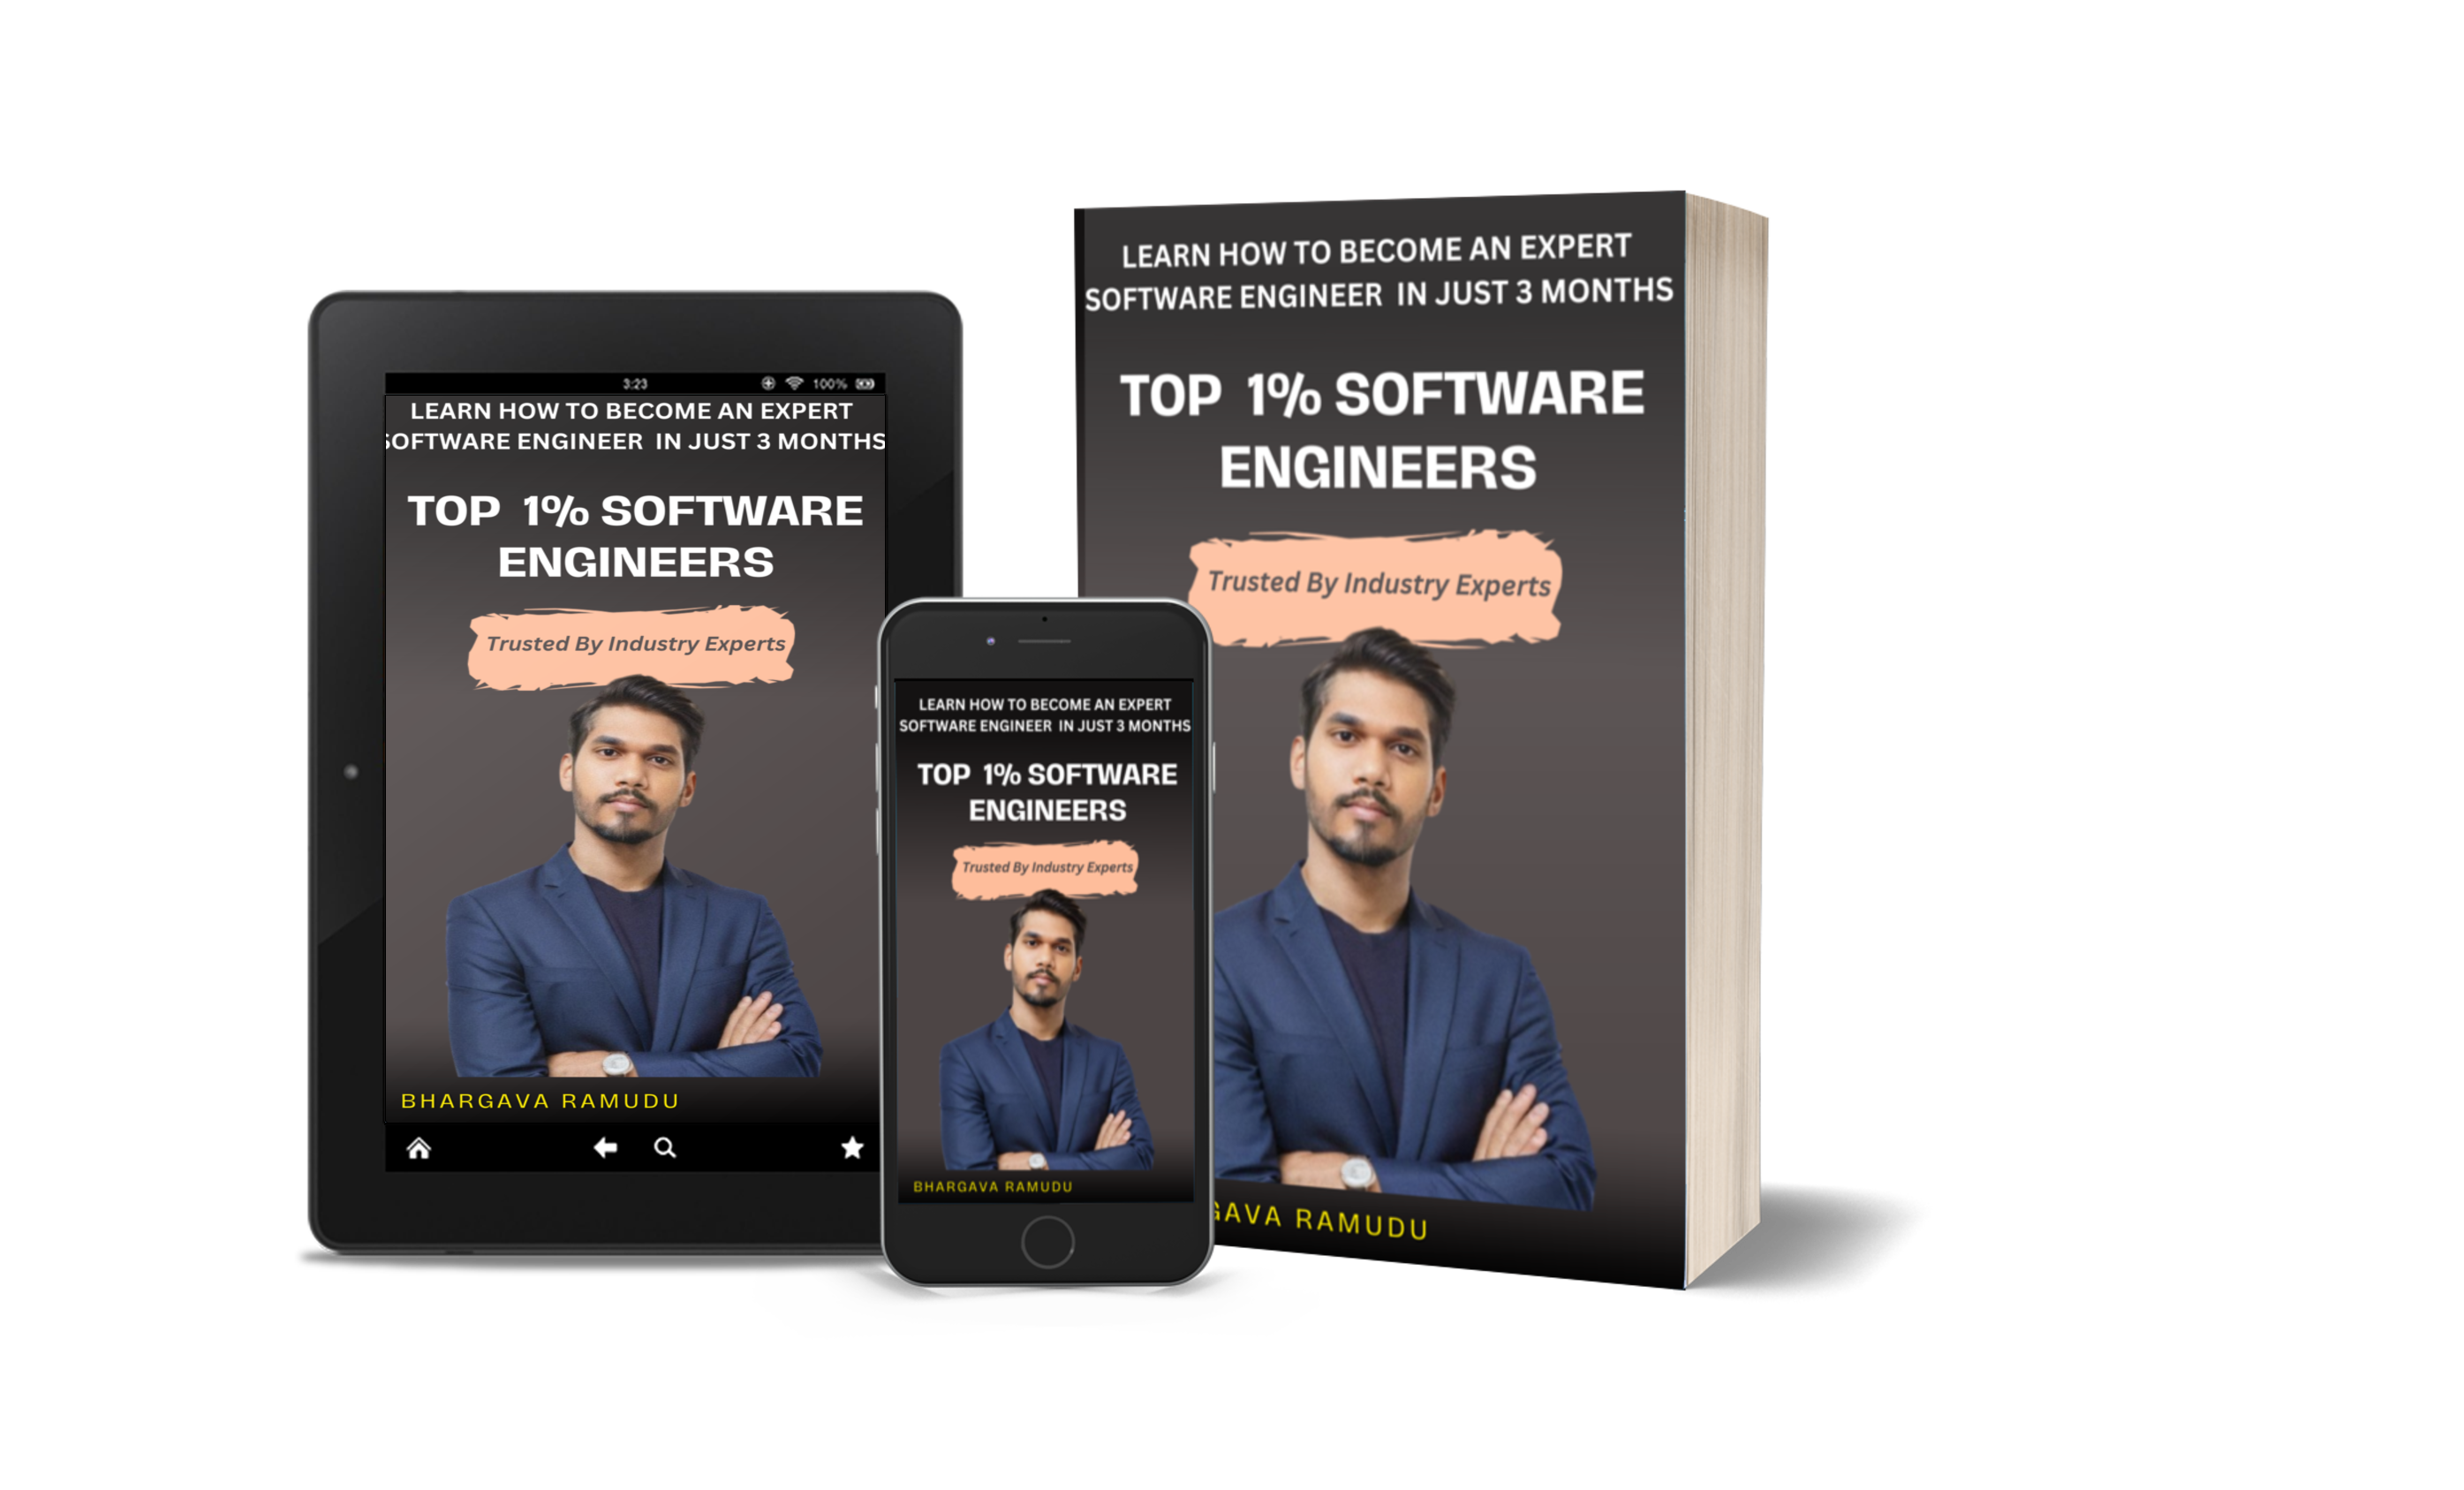 3:23
100%
LEARN HOW TO BECOME AN EXPERT
SOFTWARE ENGINEER IN JUST 3 MONTHS
TOP 1% SOFTWARE
ENGINEERS
Trusted By Industry Experts
BHARGAVA RAMUDU
LEARN HOW TO BECOME AN EXPERT
SOFTWARE ENGINEER IN JUST 3 MONTHS
TOP 1% SOFTWARE
ENGINEERS
Trusted By Industry Experts
BHARGAVA RAMUDU
LEARN HOW TO BECOME AN EXPERT
SOFTWARE ENGINEER IN JUST 3 MONTHS
TOP 1% SOFTWARE
ENGINEERS
Trusted By Industry Experts
GAVA RAMUDU